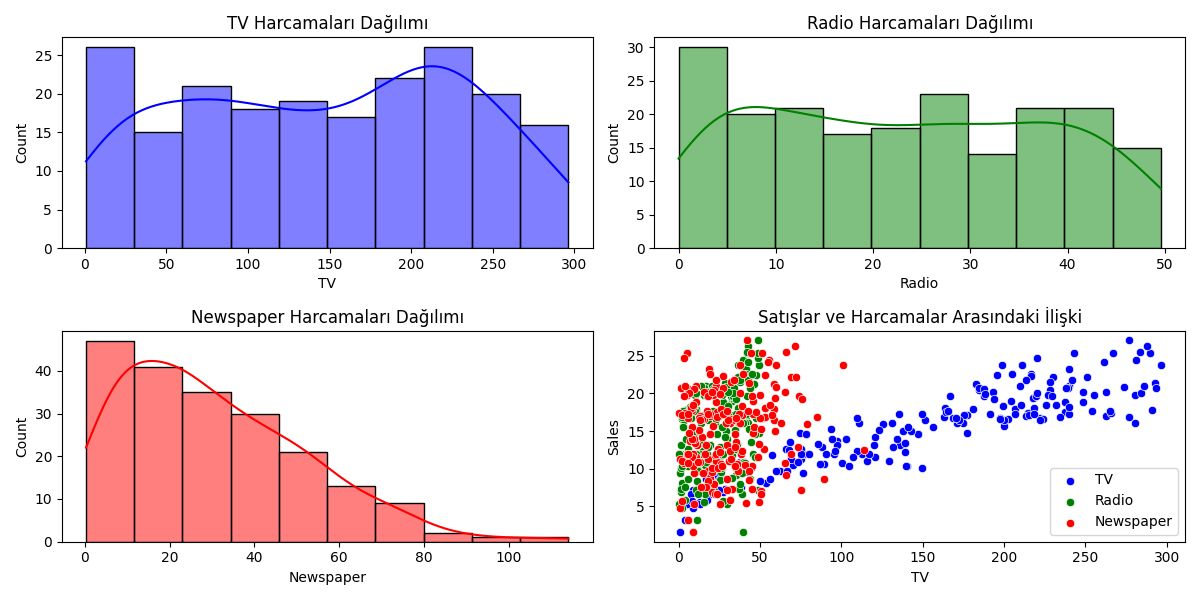 TV Harcamaları Dağılımı
25
20
15
10
5
0
Count
0 50 100 150 200 250 300
TV
Radio Harcamaları Dağılımı
30
25
20
15
10
5
0
Count
0 10 20 30 40 50
Radio
Newspaper Harcamaları Dağılımı
40
30
20
10
0
Count
0 20 40 60 80 100
Newspaper
Satışlar ve Harcamalar Arasındaki İlişki
25
20
15
10
5
Sales
TV
Radio
Newspaper
0 50 100 150 200 250 300
TV